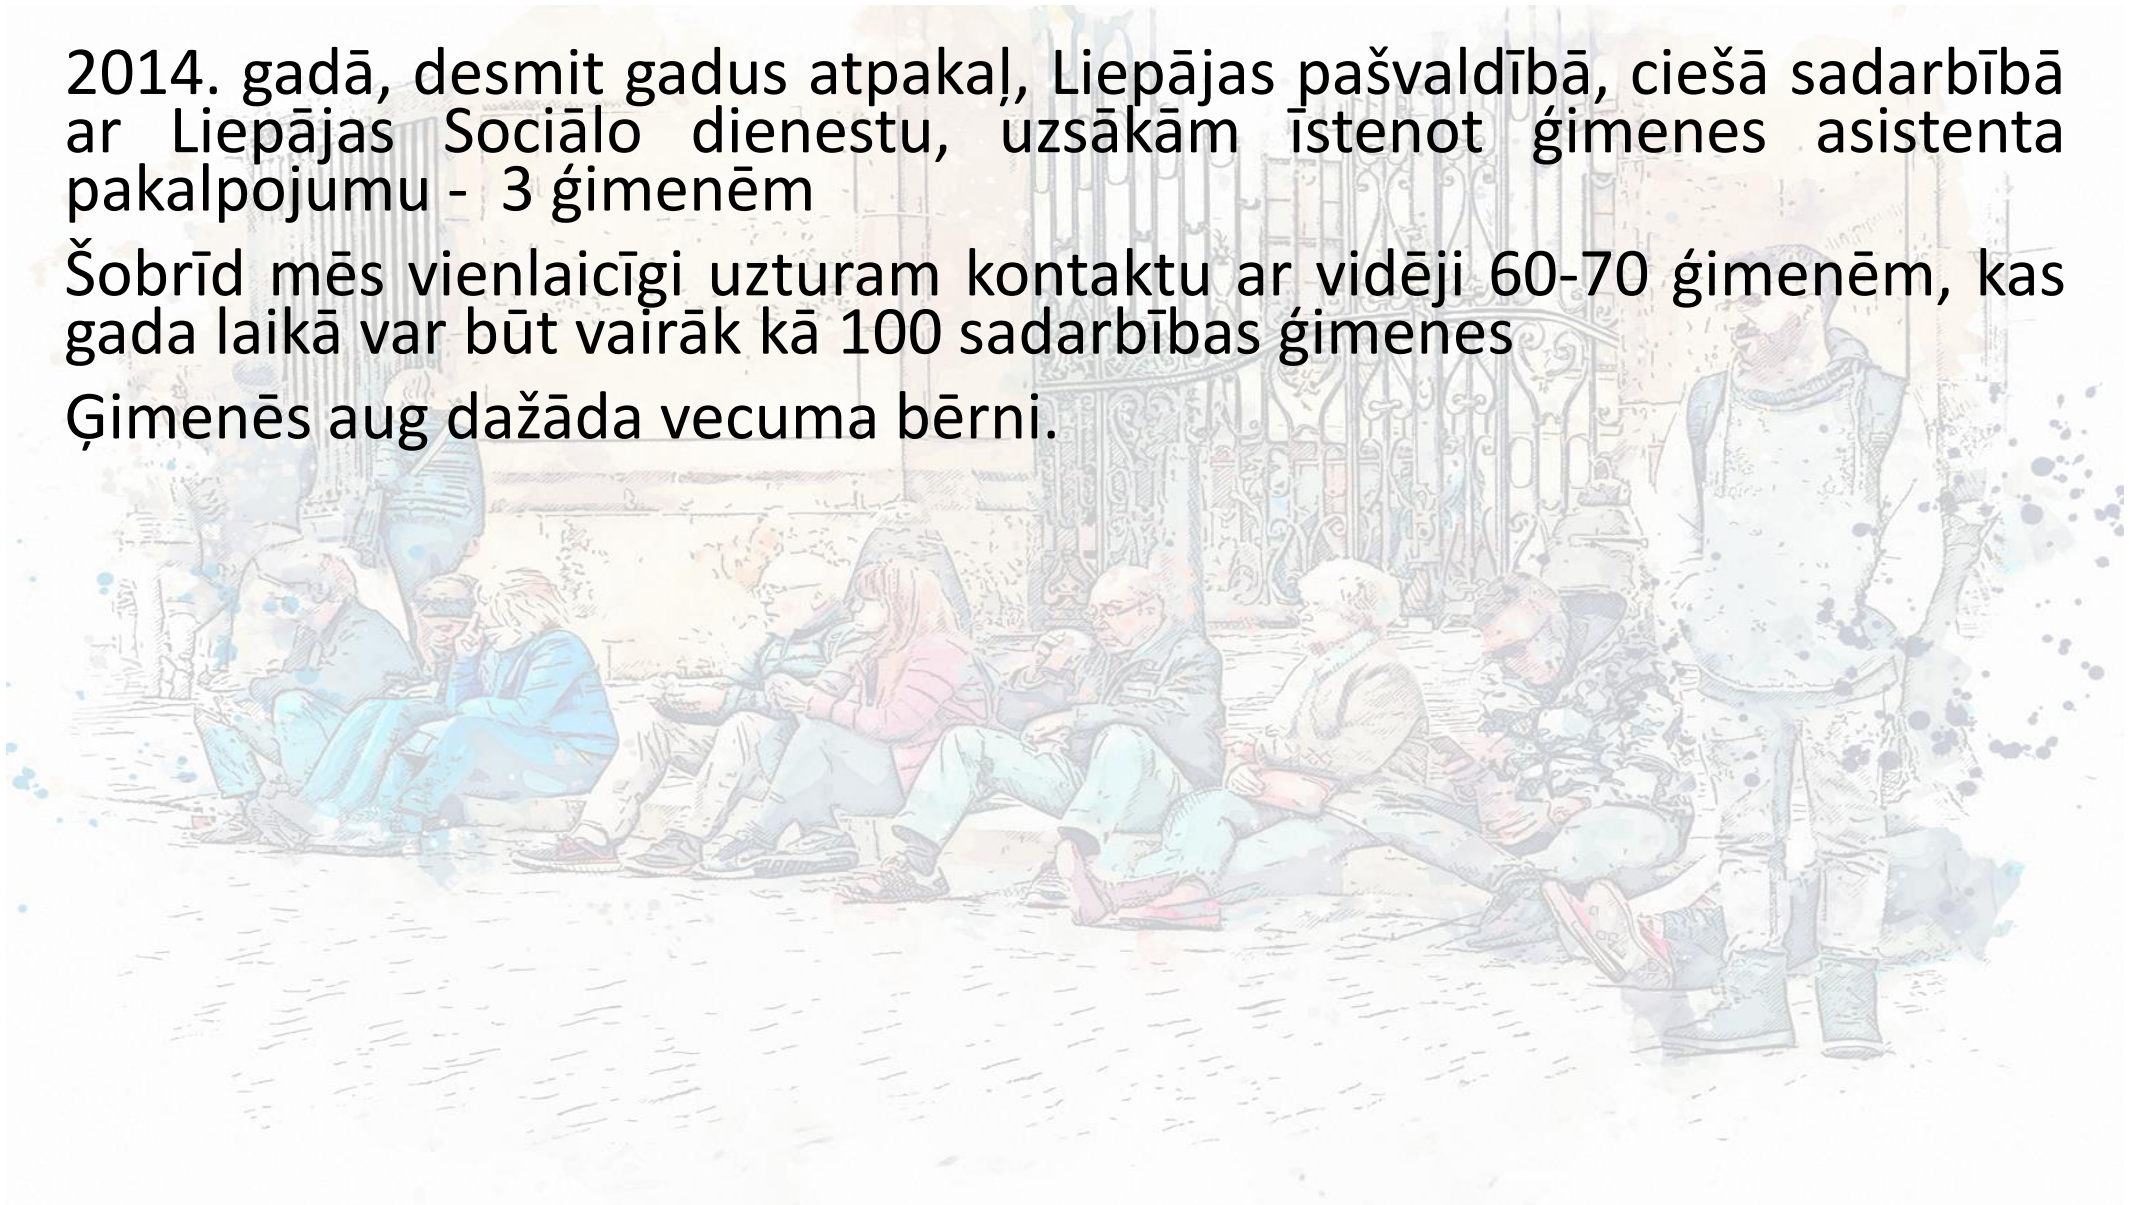 2014. gadā, desmit gadus atpakaļ, Liepājas pašvaldībā, ciešā sadarbībā
ar Liepājas Sociālo dienestu, uzsākām īstenot ģimenes asistenta
pakalpojumu - 3 ģimenēm
Šobrīd mēs vienlaicīgi uzturam kontaktu ar vidēji 60-70 ģimenēm, kas
gada laikā var būt vairāk kā 100 sadarbības ģimenes
Ģimenēs aug dažāda vecuma bērni.